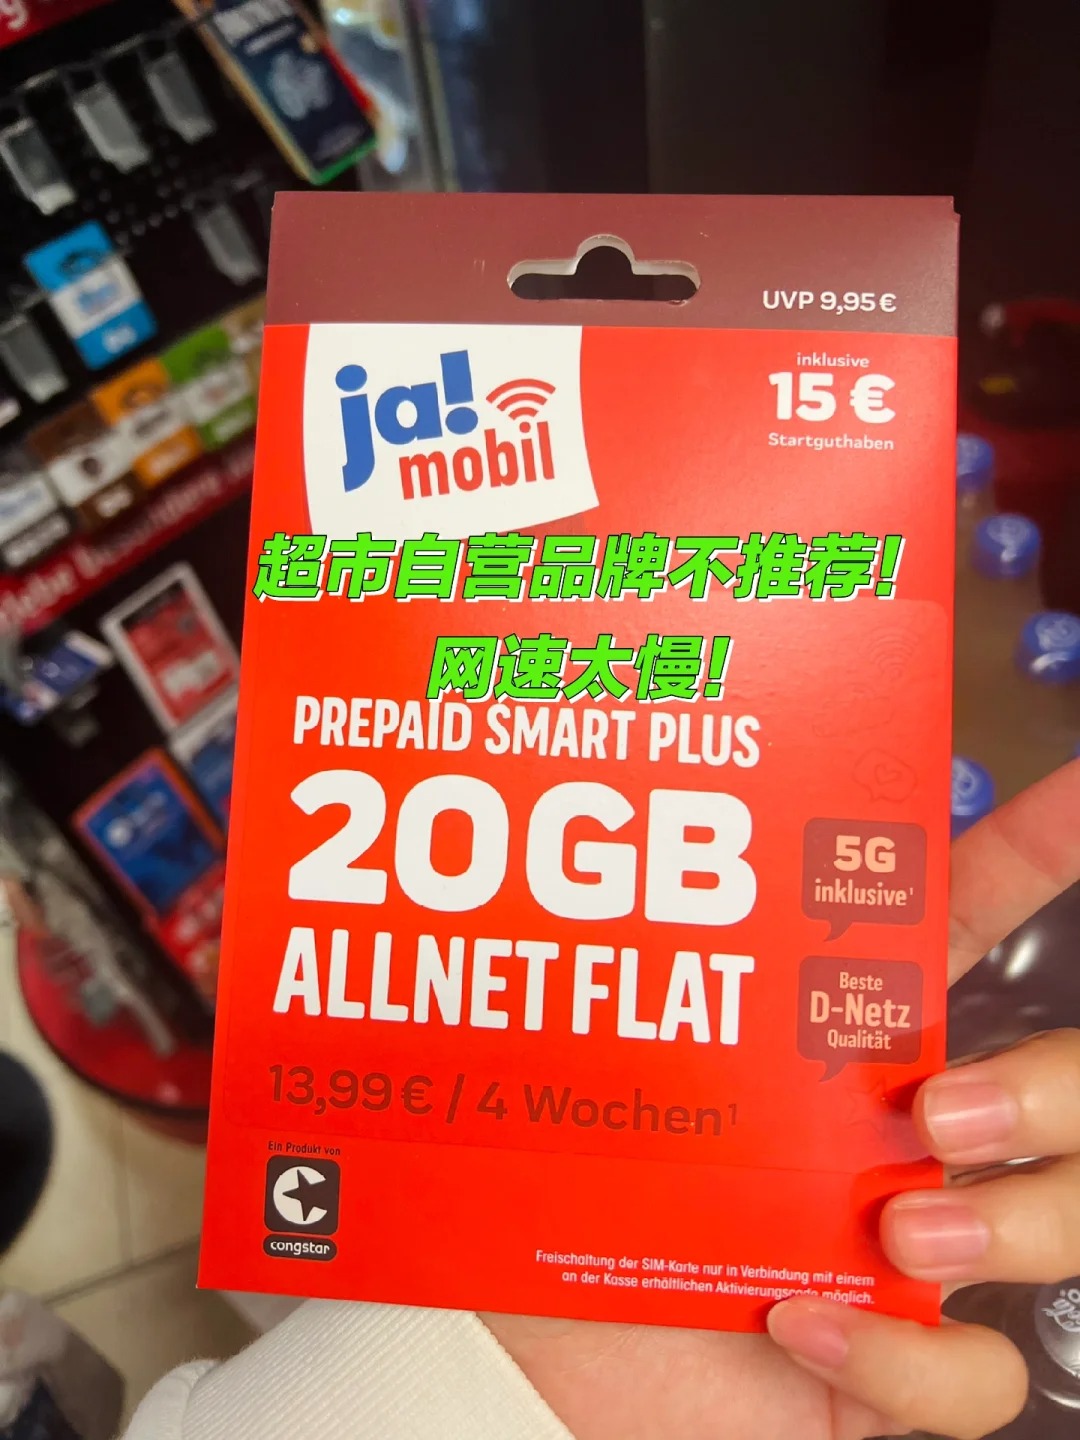 UVP 9,95€
inklusive
15 €
Startguthaben
ja!
mobil
超市自营品牌不推荐!
网速太慢!
PREPAID SMART PLUS
20GB
ALLNET FLAT
5G
inklusive¹
Beste
D-Netz
Qualität
13,99€ / 4 Wochen¹
Ein Produkt von
congstar
Freischaltung der SIM-Karte nur in Verbindung mit einem
an der Kasse erhältlichen Aktivierungscode möglich.